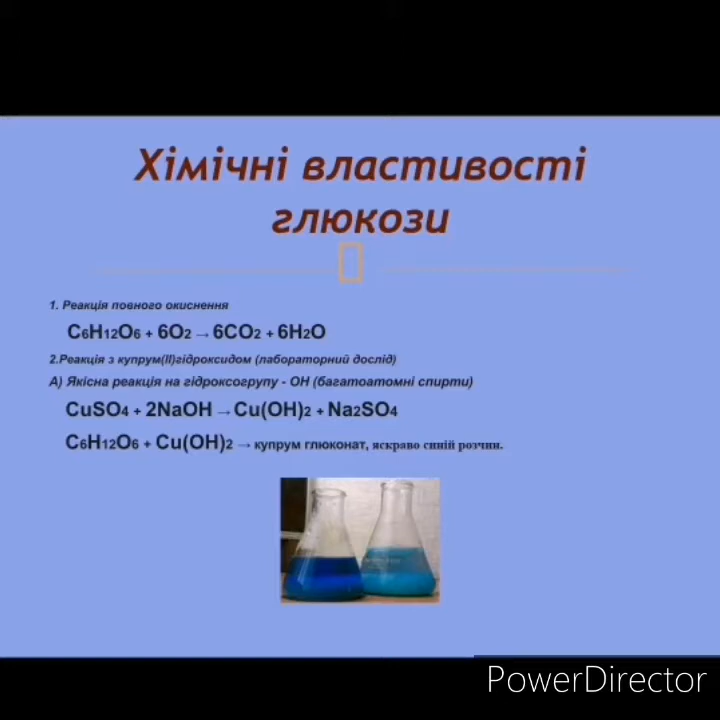 Хімічні властивості
глюкози
1. Реакція повного окиснення
C6H12O6 + 6O2 → 6CO2 + 6H2O
2.Реакція з купрум(II)гідроксидом (лабораторний дослід)
А) Якісна реакція на гідроксогрупу - ОН (багатоатомні спирти)
CuSO4 + 2NaOH → Cu(OH)2 + Na2SO4
C6H12O6 + Cu(OH)2 → купрум глюконат, яскраво синій розчин.
PowerDirector